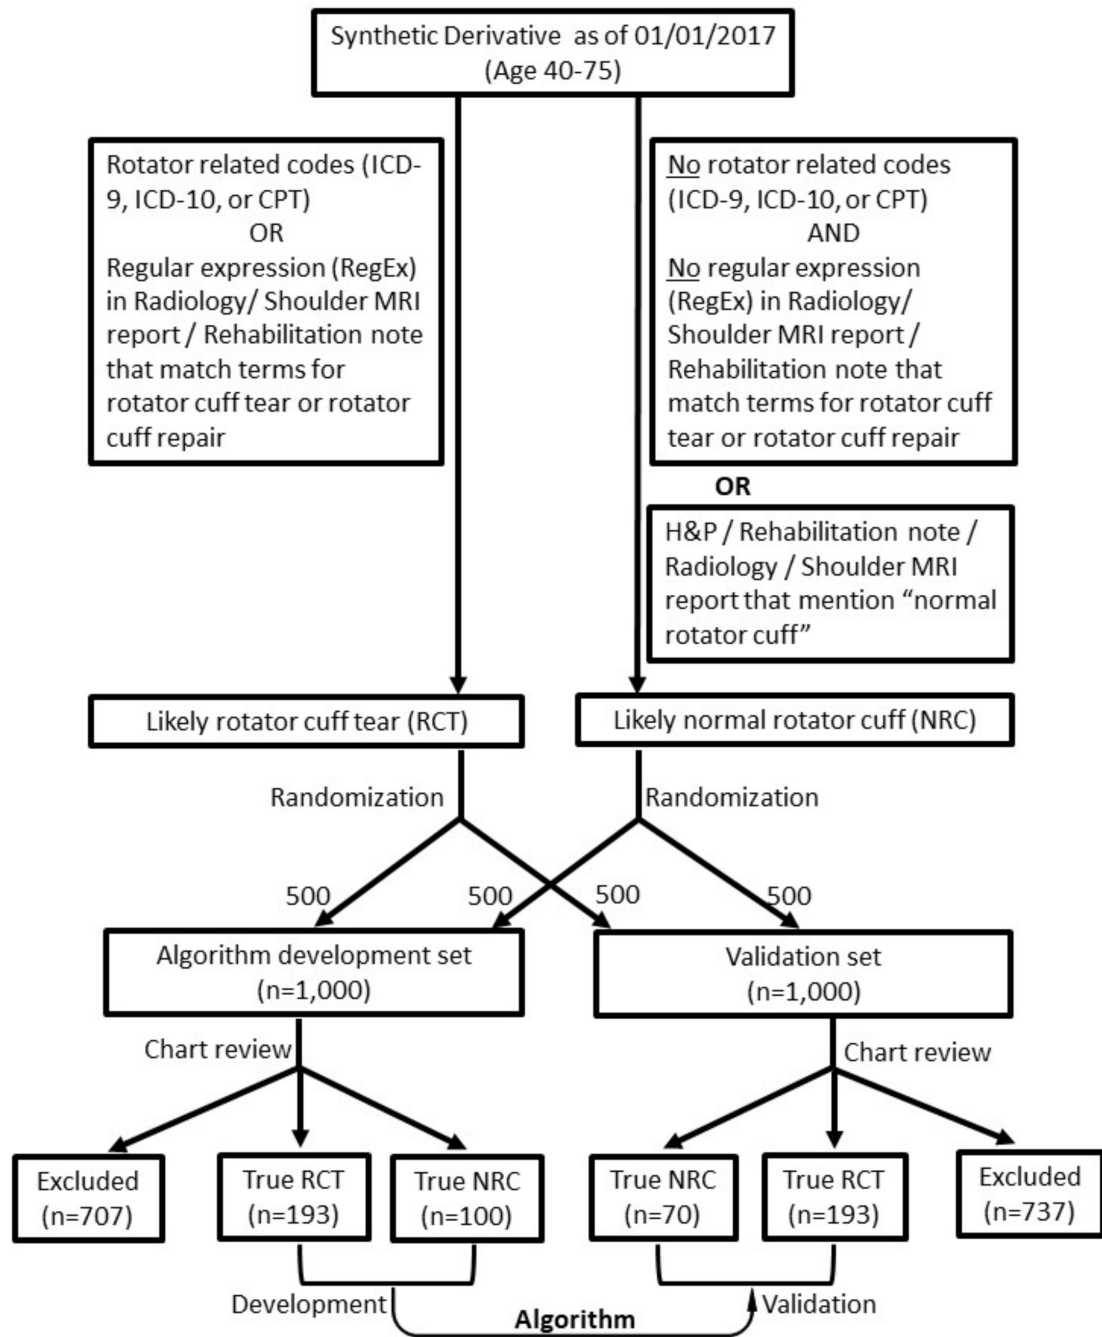 Synthetic Derivative as of 01/01/2017
(Age 40-75)
Rotator related codes (ICD-
9, ICD-10, or CPT)
OR
Regular expression (RegEx)
in Radiology/ Shoulder MRI
report / Rehabilitation note
that match terms for
rotator cuff tear or rotator
cuff repair
No rotator related codes
(ICD-9, ICD-10, or CPT)
AND
No regular expression
(RegEx) in Radiology/
Shoulder MRI report /
Rehabilitation note that
match terms for rotator cuff
tear or rotator cuff repair
OR
H&P / Rehabilitation note /
Radiology / Shoulder MRI
report that mention “normal
rotator cuff”
Likely rotator cuff tear (RCT)
Likely normal rotator cuff (NRC)
Randomization
Randomization
500
500
500
500
Algorithm development set
(n=1,000)
Validation set
(n=1,000)
Chart review
Chart review
Excluded
(n=707)
True RCT
(n=193)
True NRC
(n=100)
True NRC
(n=70)
True RCT
(n=193)
Excluded
(n=737)
Development
Algorithm
Validation